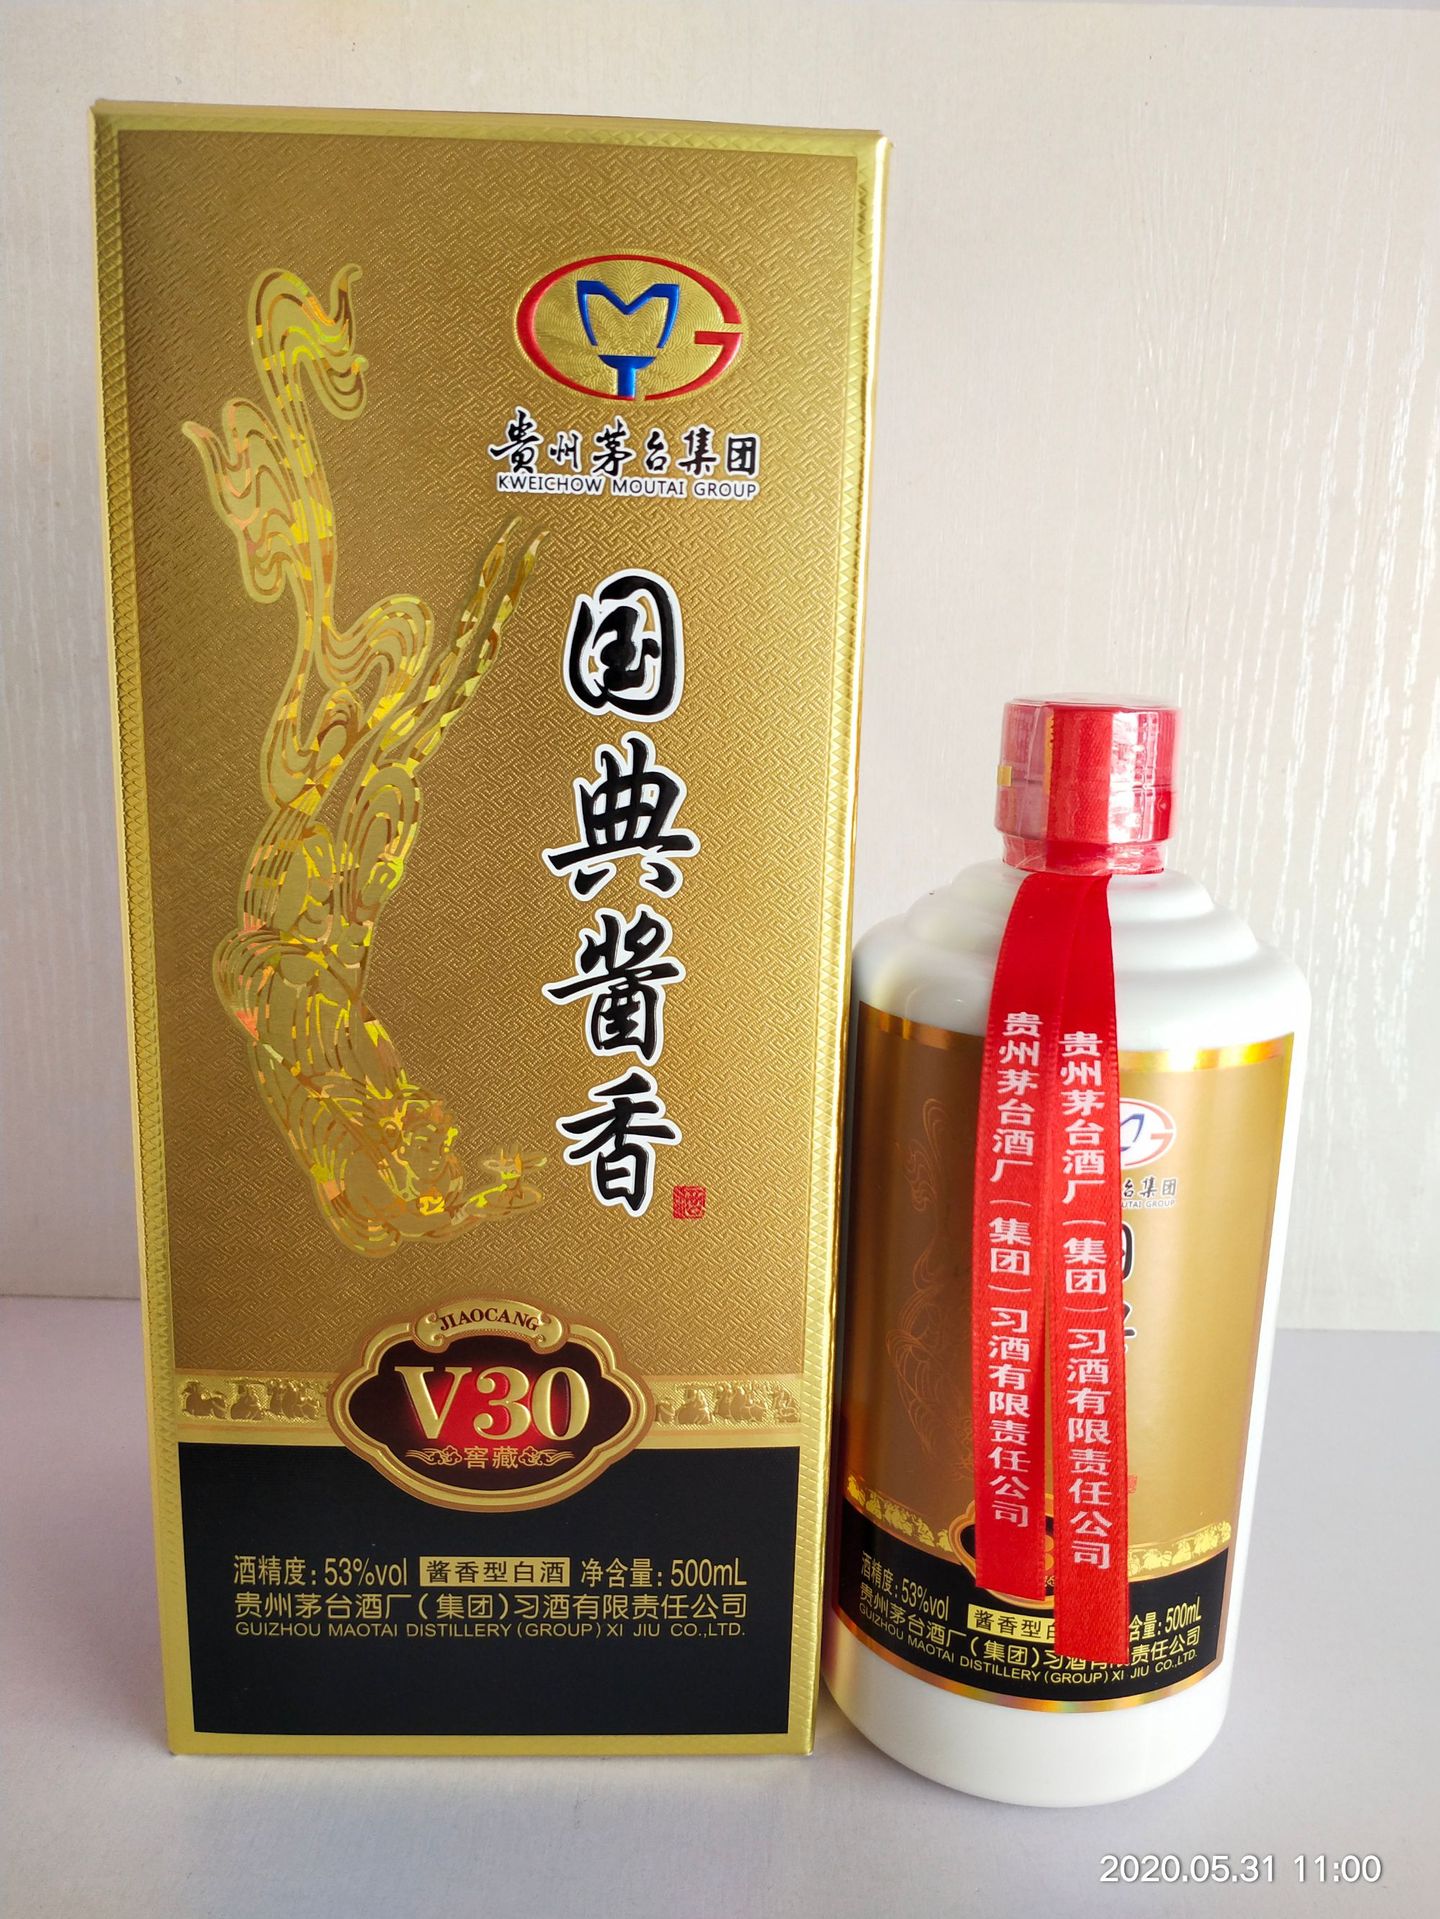 MG
贵州茅台集团
KWEICHOW MOUTAI GROUP
国典酱香
JIAOCANG
V30
窖藏
酒精度:53%vol 酱香型白酒 净含量:500mL
贵州茅台酒厂(集团)习酒有限责任公司
GUIZHOU MAOTAI DISTILLERY (GROUP) XI JIU CO.,LTD.
贵州茅台酒厂(集团)习酒有限责任公司
贵州茅台酒厂(集团)习酒有限责任公司
台集团
UTAI GROUP
酒精度:53%vol 酱香型白 含量:500mL
贵州茅台酒厂(集团)习酒有限责任公司
GUIZHOU MAOTAI DISTILLERY (GROUP) XI JIU CO.,LTD.
2020.05.31 11:00